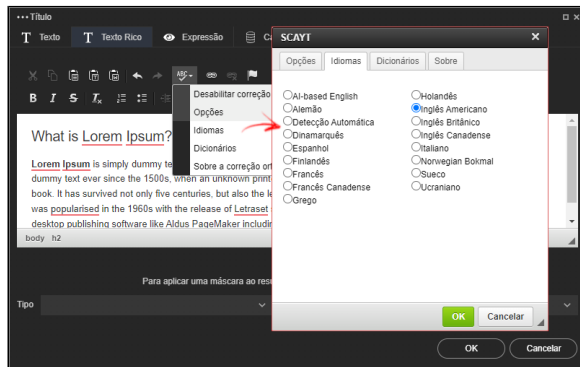 Título
T Texto
T Texto Rico
Expressão
ABC
B I S Ix
Desabilitar correção
Opções
Idiomas
Dicionários
Sobre a correção ort
What is Lorem Ipsum?
Lorem Ipsum is simply dummy te
dummy text ever since the 1500s, when an unknown print
book. It has survived not only five centuries, but also the le
was popularised in the 1960s with the release of Letraset
desktop publishing software like Aldus PageMaker includin
body h2
Para aplicar uma máscara ao res
Tipo
OK
Cancelar
SCAYT
Opções
Idiomas
Dicionários
Sobre
AI-based English
Alemão
Detecção Automática
Dinamarquês
Espanhol
Finlandês
Francês
Francês Canadense
Grego
Holandês
Inglês Americano
Inglês Britânico
Inglês Canadense
Italiano
Norwegian Bokmal
Sueco
Ucraniano
OK
Cancelar